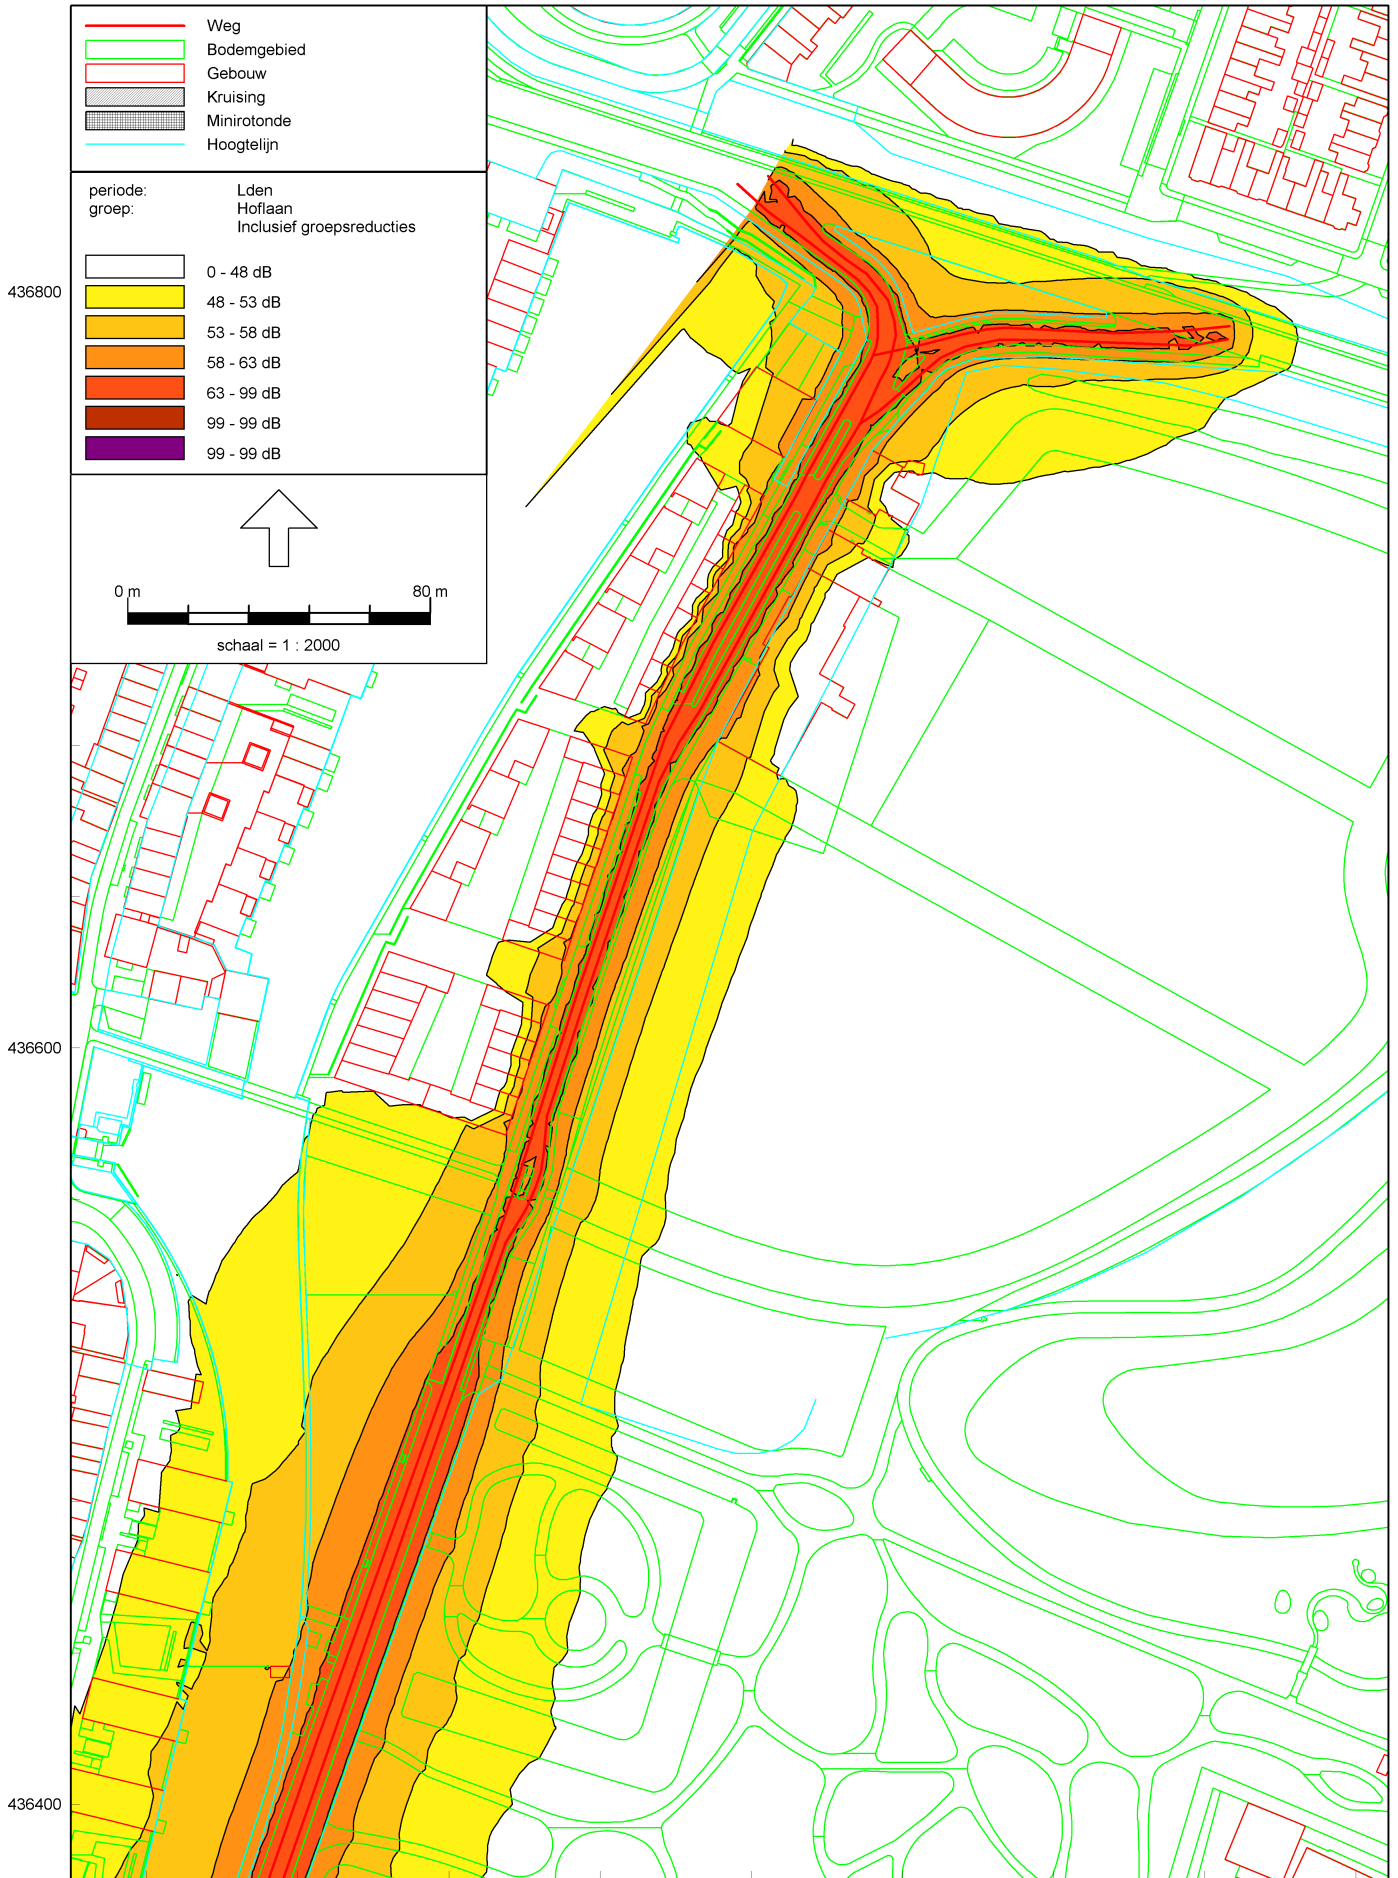 Weg
Bodemgebied
Gebouw
Kruising
Minirotonde
Hoogtelijn
periode: Lden
groep: Hoflaan
Inclusief groepsreducties
0 - 48 dB
48 - 53 dB
53 - 58 dB
58 - 63 dB
63 - 99 dB
99 - 99 dB
99 - 99 dB
0 m 80 m
schaal = 1 : 2000
436800
436600
436400